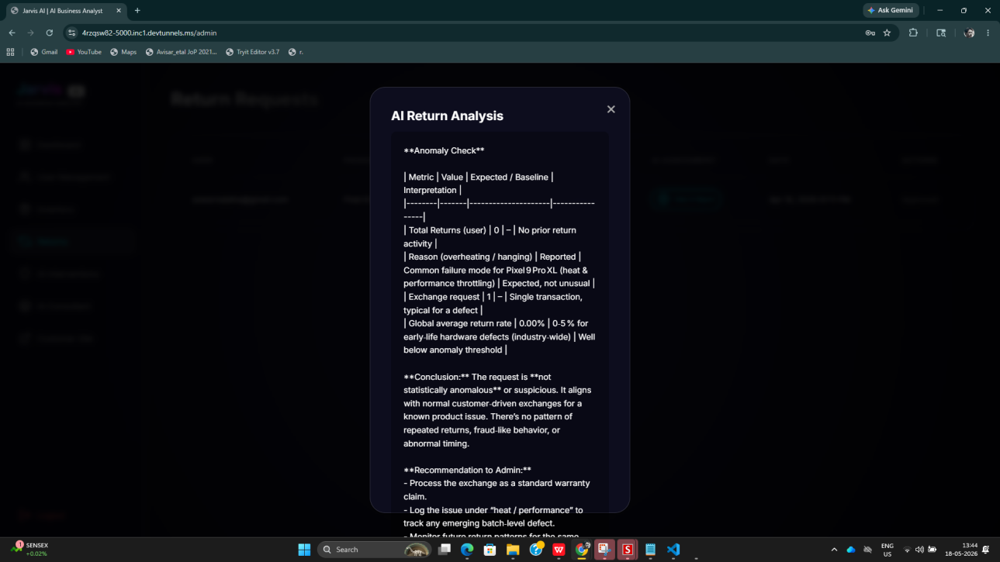 Jarvis AI | AI Business Analyst
Ask Gemini
4rzqsw82-5000.inc1.devtunnels.ms/admin
Gmail
YouTube
Maps
Avisar_etal JoP 2021...
Tryit Editor v3.7
r.
Return Requests
AI Return Analysis
**Anomaly Check**
| Metric | Value | Expected / Baseline |
Interpretation |
|--------|-------|---------------------|-----------
-----|
| Total Returns (user) | 0 | – | No prior return
activity |
| Reason (overheating / hanging) | Reported |
Common failure mode for Pixel 9 Pro XL (heat &
performance throttling) | Expected, not unusual |
| Exchange request | 1 | – | Single transaction,
typical for a defect |
| Global average return rate | 0.00% | 0‑5 % for
early‑life hardware defects (industry‑wide) | Well
below anomaly threshold |
**Conclusion:** The request is **not
statistically anomalous** or suspicious. It aligns
with normal customer‑driven exchanges for a
known product issue. There’s no pattern of
repeated returns, fraud‑like behavior, or
abnormal timing.
**Recommendation to Admin:**
- Process the exchange as a standard warranty
claim.
- Log the issue under “heat / performance” to
track any emerging batch‑level defect.
- Monitor future return patterns for the same
1
SENSEX
+0.02%
Search
ENG
US
13:44
18-05-2026